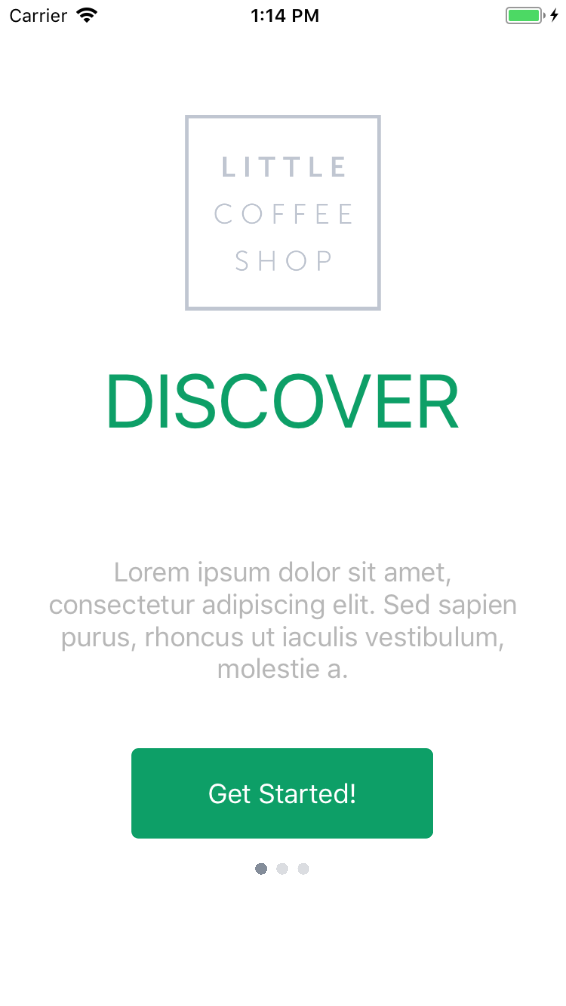 Carrier 1:14 PM
LITTLE
COFFEE
SHOP
DISCOVER
Lorem ipsum dolor sit amet,
consectetur adipiscing elit. Sed sapien
purus, rhoncus ut iaculis vestibulum,
molestie a.
Get Started!